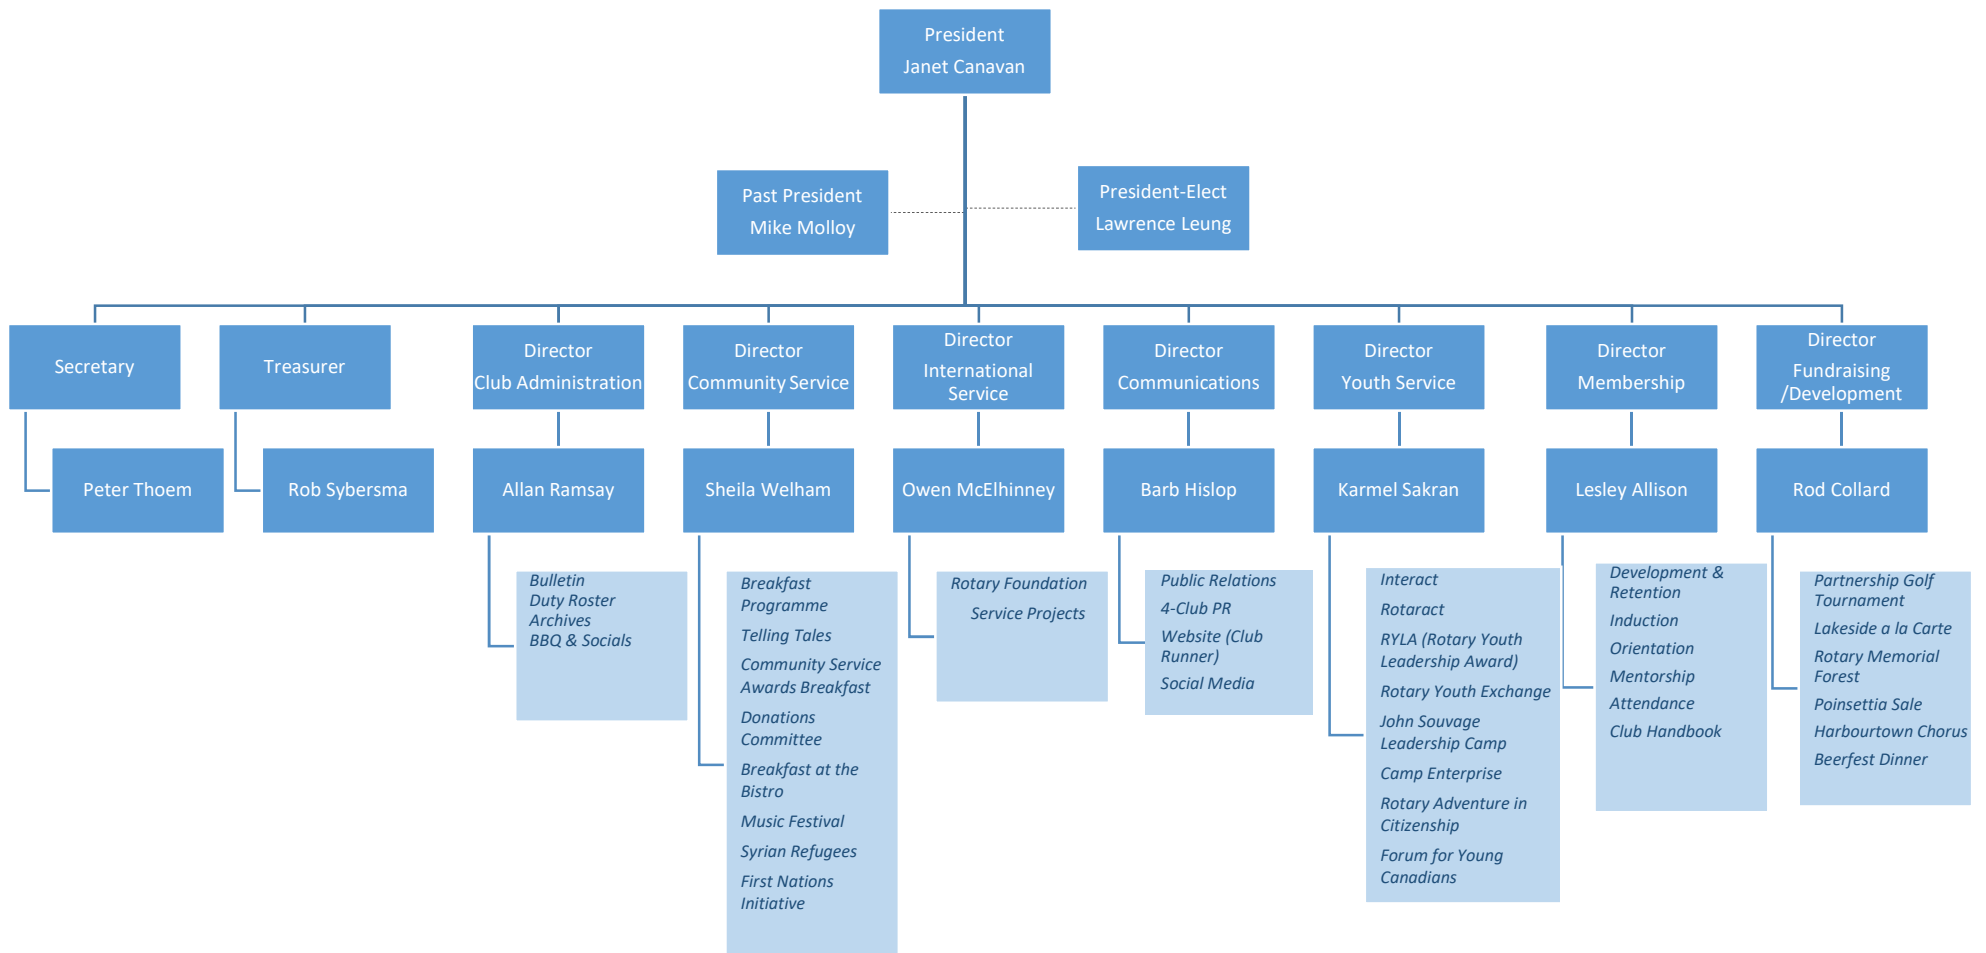 President
Janet Canavan
Past President
Mike Molloy
President-Elect
Lawrence Leung
Secretary
Treasurer
Director
Club Administration
Director
Community Service
Director
International
Service
Director
Communications
Director
Youth Service
Director
Membership
Director
Fundraising
/Development
Peter Thoem
Rob Sybersma
Allan Ramsay
Sheila Welham
Owen McElhinney
Barb Hislop
Karmel Sakran
Lesley Allison
Rod Collard
Bulletin
Duty Roster
Archives
BBQ & Socials
Breakfast
Programme
Telling Tales
Community Service
Awards Breakfast
Donations
Committee
Breakfast at the
Bistro
Music Festival
Syrian Refugees
First Nations
Initiative
Rotary Foundation
Service Projects
Public Relations
4-Club PR
Website (Club
Runner)
Social Media
Interact
Rotaract
RYLA (Rotary Youth
Leadership Award)
Rotary Youth Exchange
John Souvage
Leadership Camp
Camp Enterprise
Rotary Adventure in
Citizenship
Forum for Young
Canadians
Development &
Retention
Induction
Orientation
Mentorship
Attendance
Club Handbook
Partnership Golf
Tournament
Lakeside a la Carte
Rotary Memorial
Forest
Poinsettia Sale
Harbourtown Chorus
Beerfest Dinner